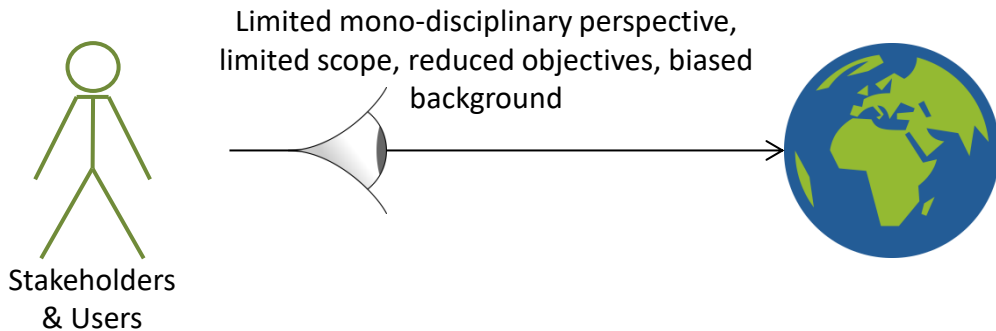 Limited mono-disciplinary perspective,
limited scope, reduced objectives, biased
background
Stakeholders
& Users